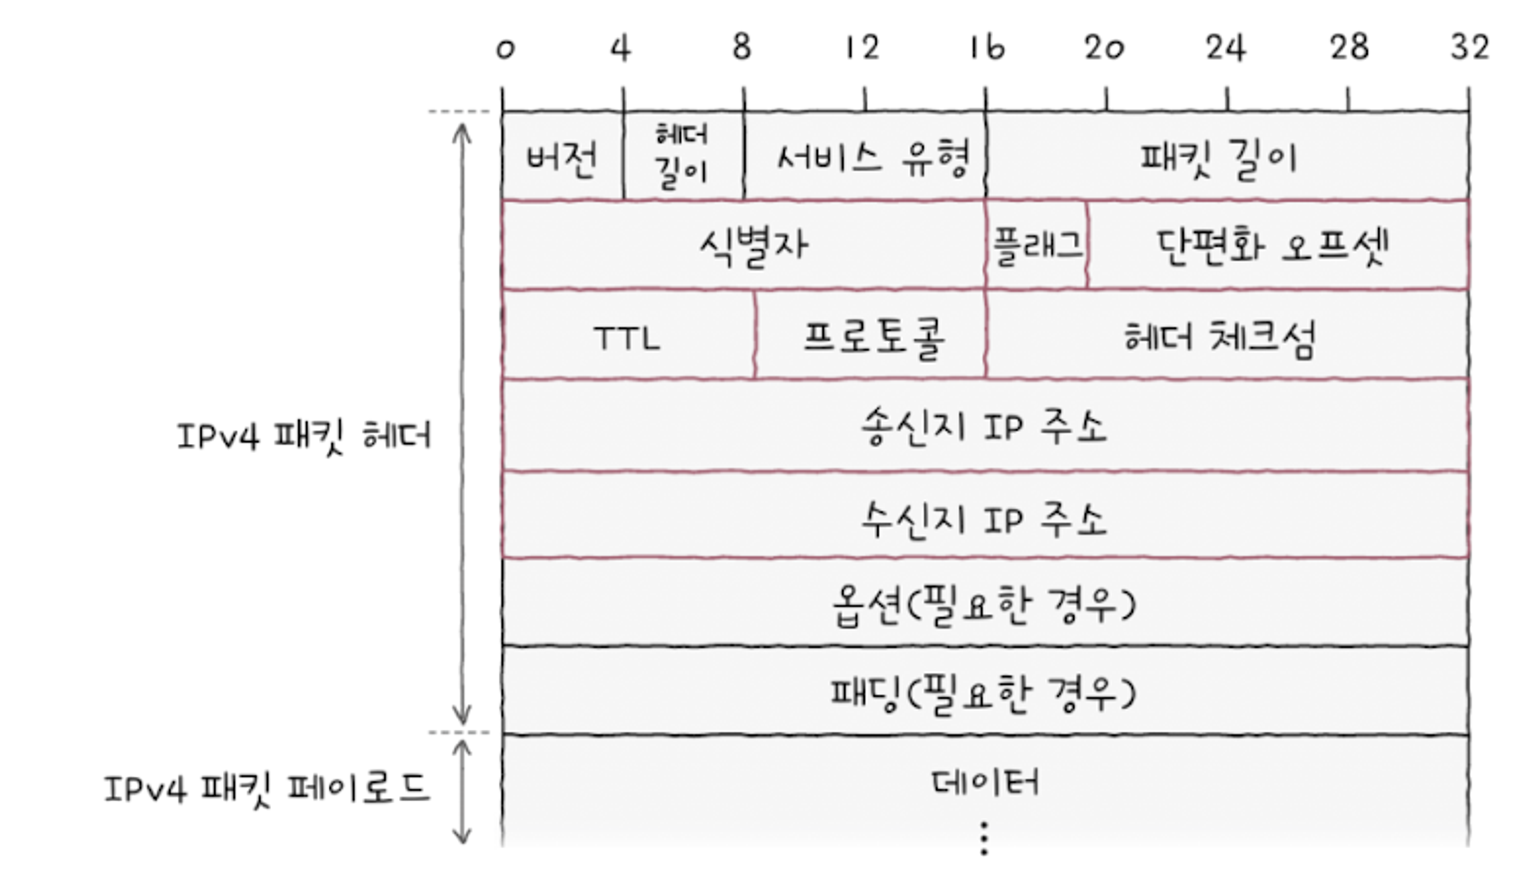 0 4 8 12 16 20 24 28 32
버전 헤더 길이 서비스 유형 패킷 길이
식별자 플래그 단편화 오프셋
TTL 프로토콜 헤더 체크섬
송신지 IP 주소
IPv4 패킷 헤더
수신지 IP 주소
옵션(필요한 경우)
패딩(필요한 경우)
IPv4 패킷 페이로드
데이터
⋮